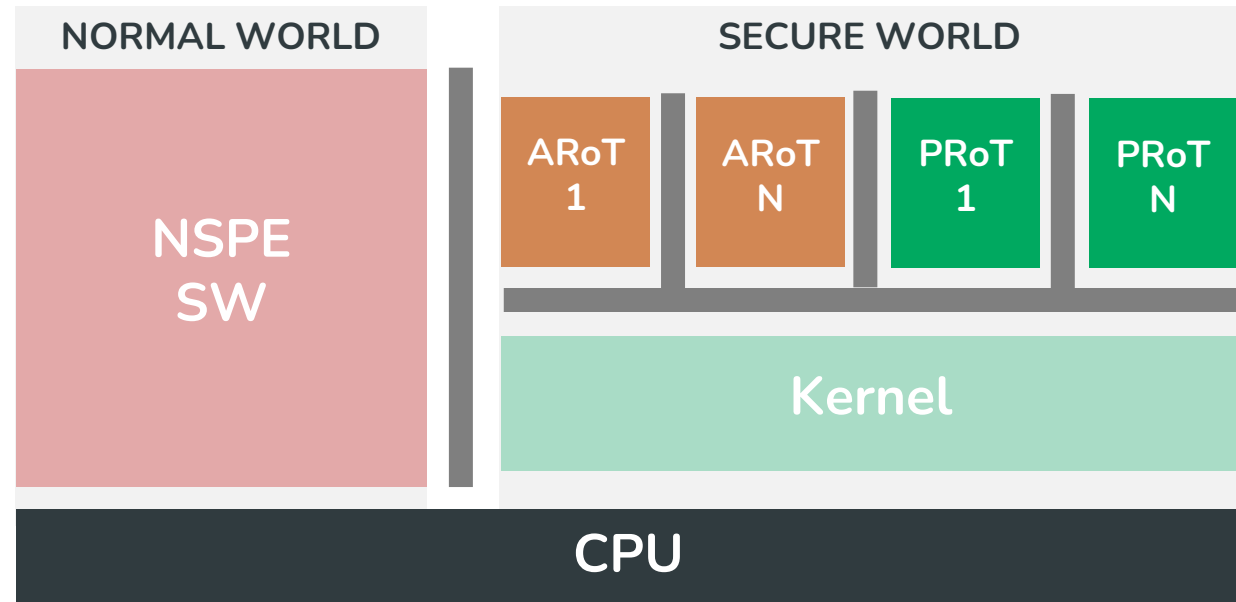 NORMAL WORLD
SECURE WORLD
NSPE
SW
ARoT
1
ARoT
N
PRoT
1
PRoT
N
Kernel
CPU